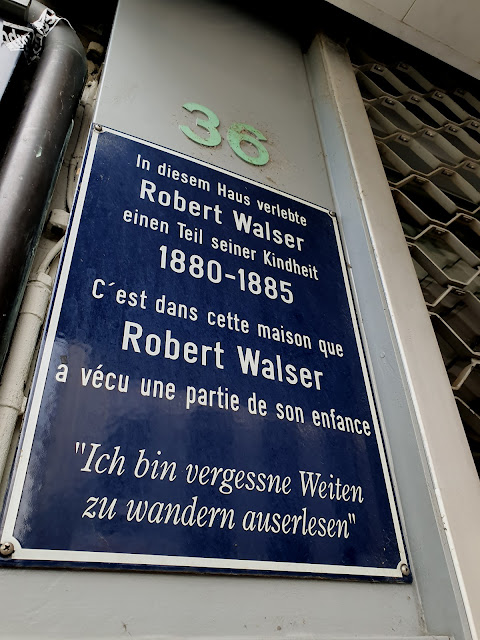 36
In diesem Haus verlebte
Robert Walser
einen Teil seiner Kindheit
1880-1885
C´est dans cette maison que
Robert Walser
a vécu une partie de son enfance
"Ich bin vergessne Weiten
zu wandern auserlesen"